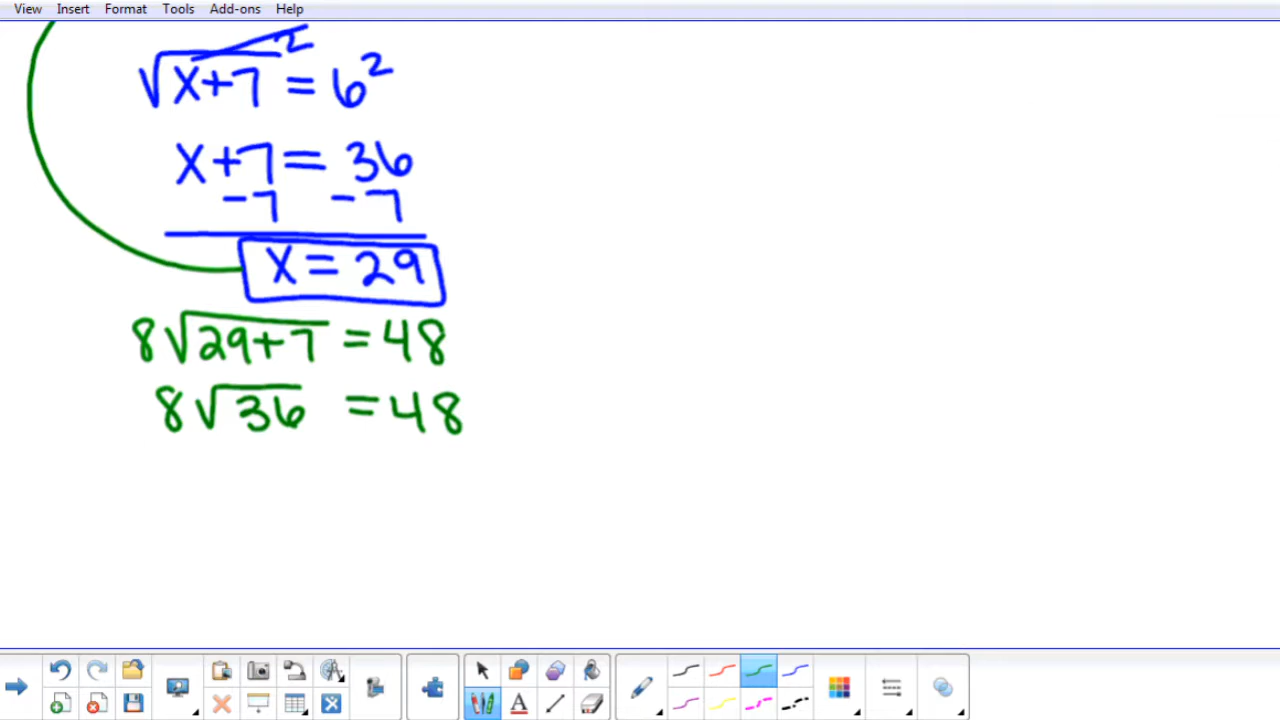 View Insert Format Tools Add-ons Help
√x+7² = 6²
x+7 = 36
-7 -7
x = 29
8√29+7 = 48
8√36 = 48
A